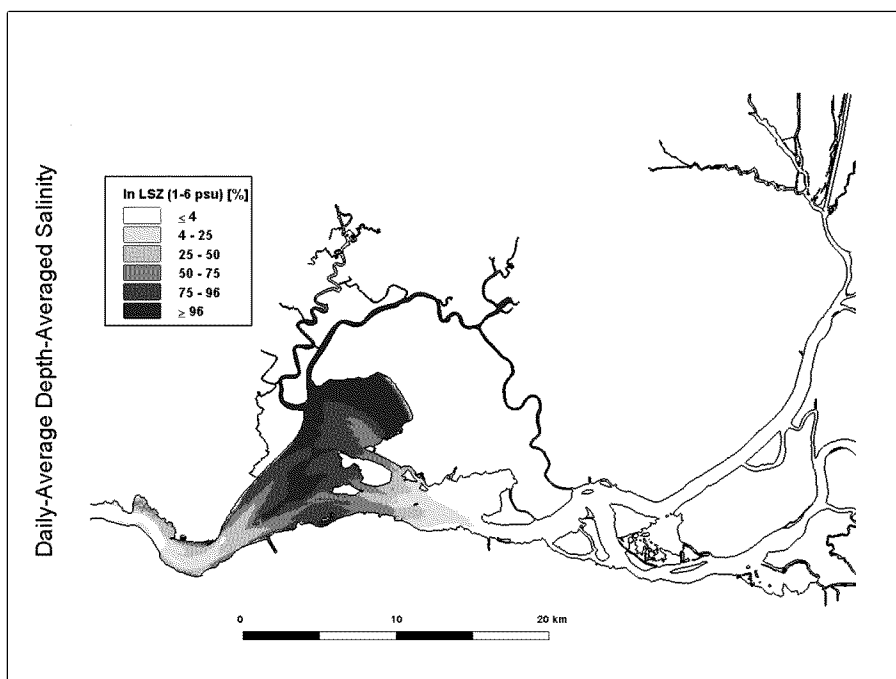 Daily-Average Depth-Averaged Salinity
In LSZ (1-6 psu) [%]
≤ 4
4 - 25
25 - 50
50 - 75
75 - 96
≥ 96
0 10 20 km